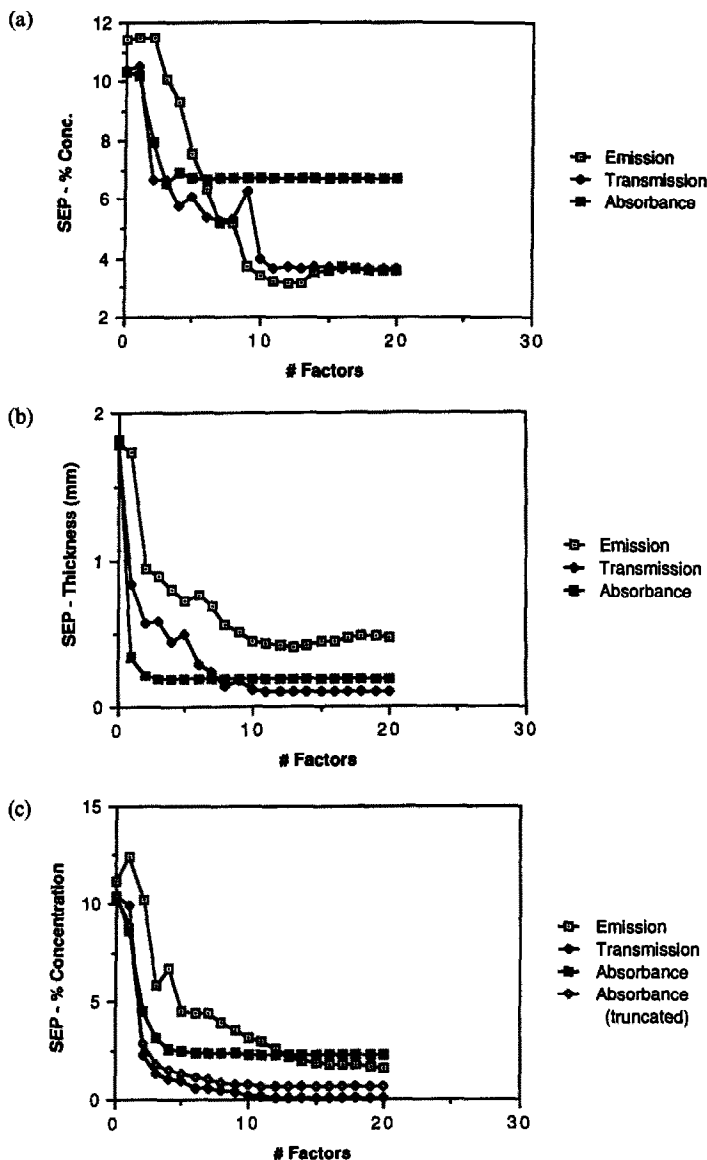 (a)
12
10
8
6
4
2
SEP - % Conc.
0
10
20
30
# Factors
Emission
Transmission
Absorbance
(b)
2
1
0
SEP - Thickness (mm)
0
10
20
30
# Factors
Emission
Transmission
Absorbance
(c)
15
10
5
0
SEP - % Concentration
0
10
20
30
# Factors
Emission
Transmission
Absorbance
Absorbance
(truncated)